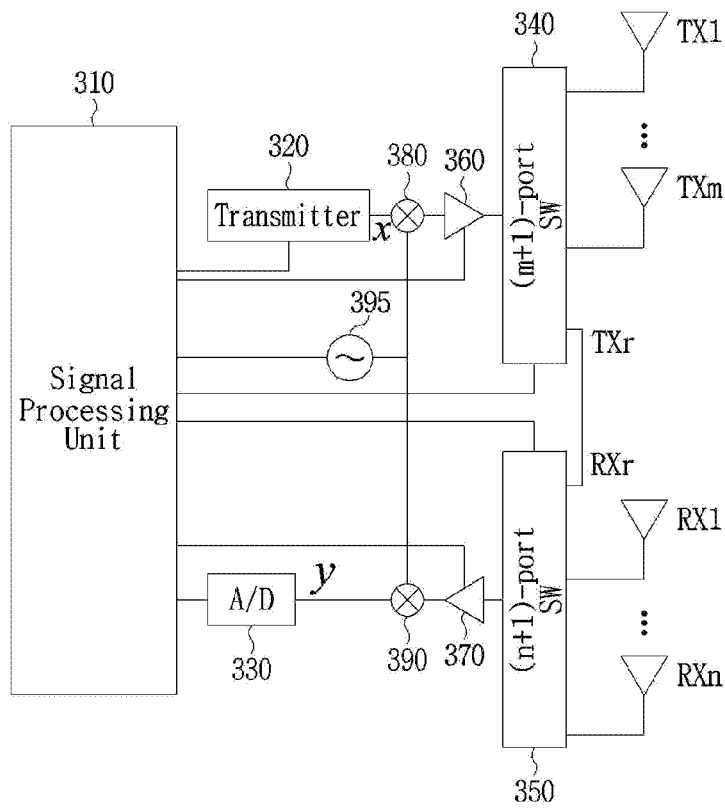 340
TX1
310
320
380
360
TXm
Transmitter
x
(m+1)-port
SW
395
TXr
Signal
Processing
Unit
RXr
RX1
y
A/D
(n+1)-port
SW
330
390
370
RXn
350